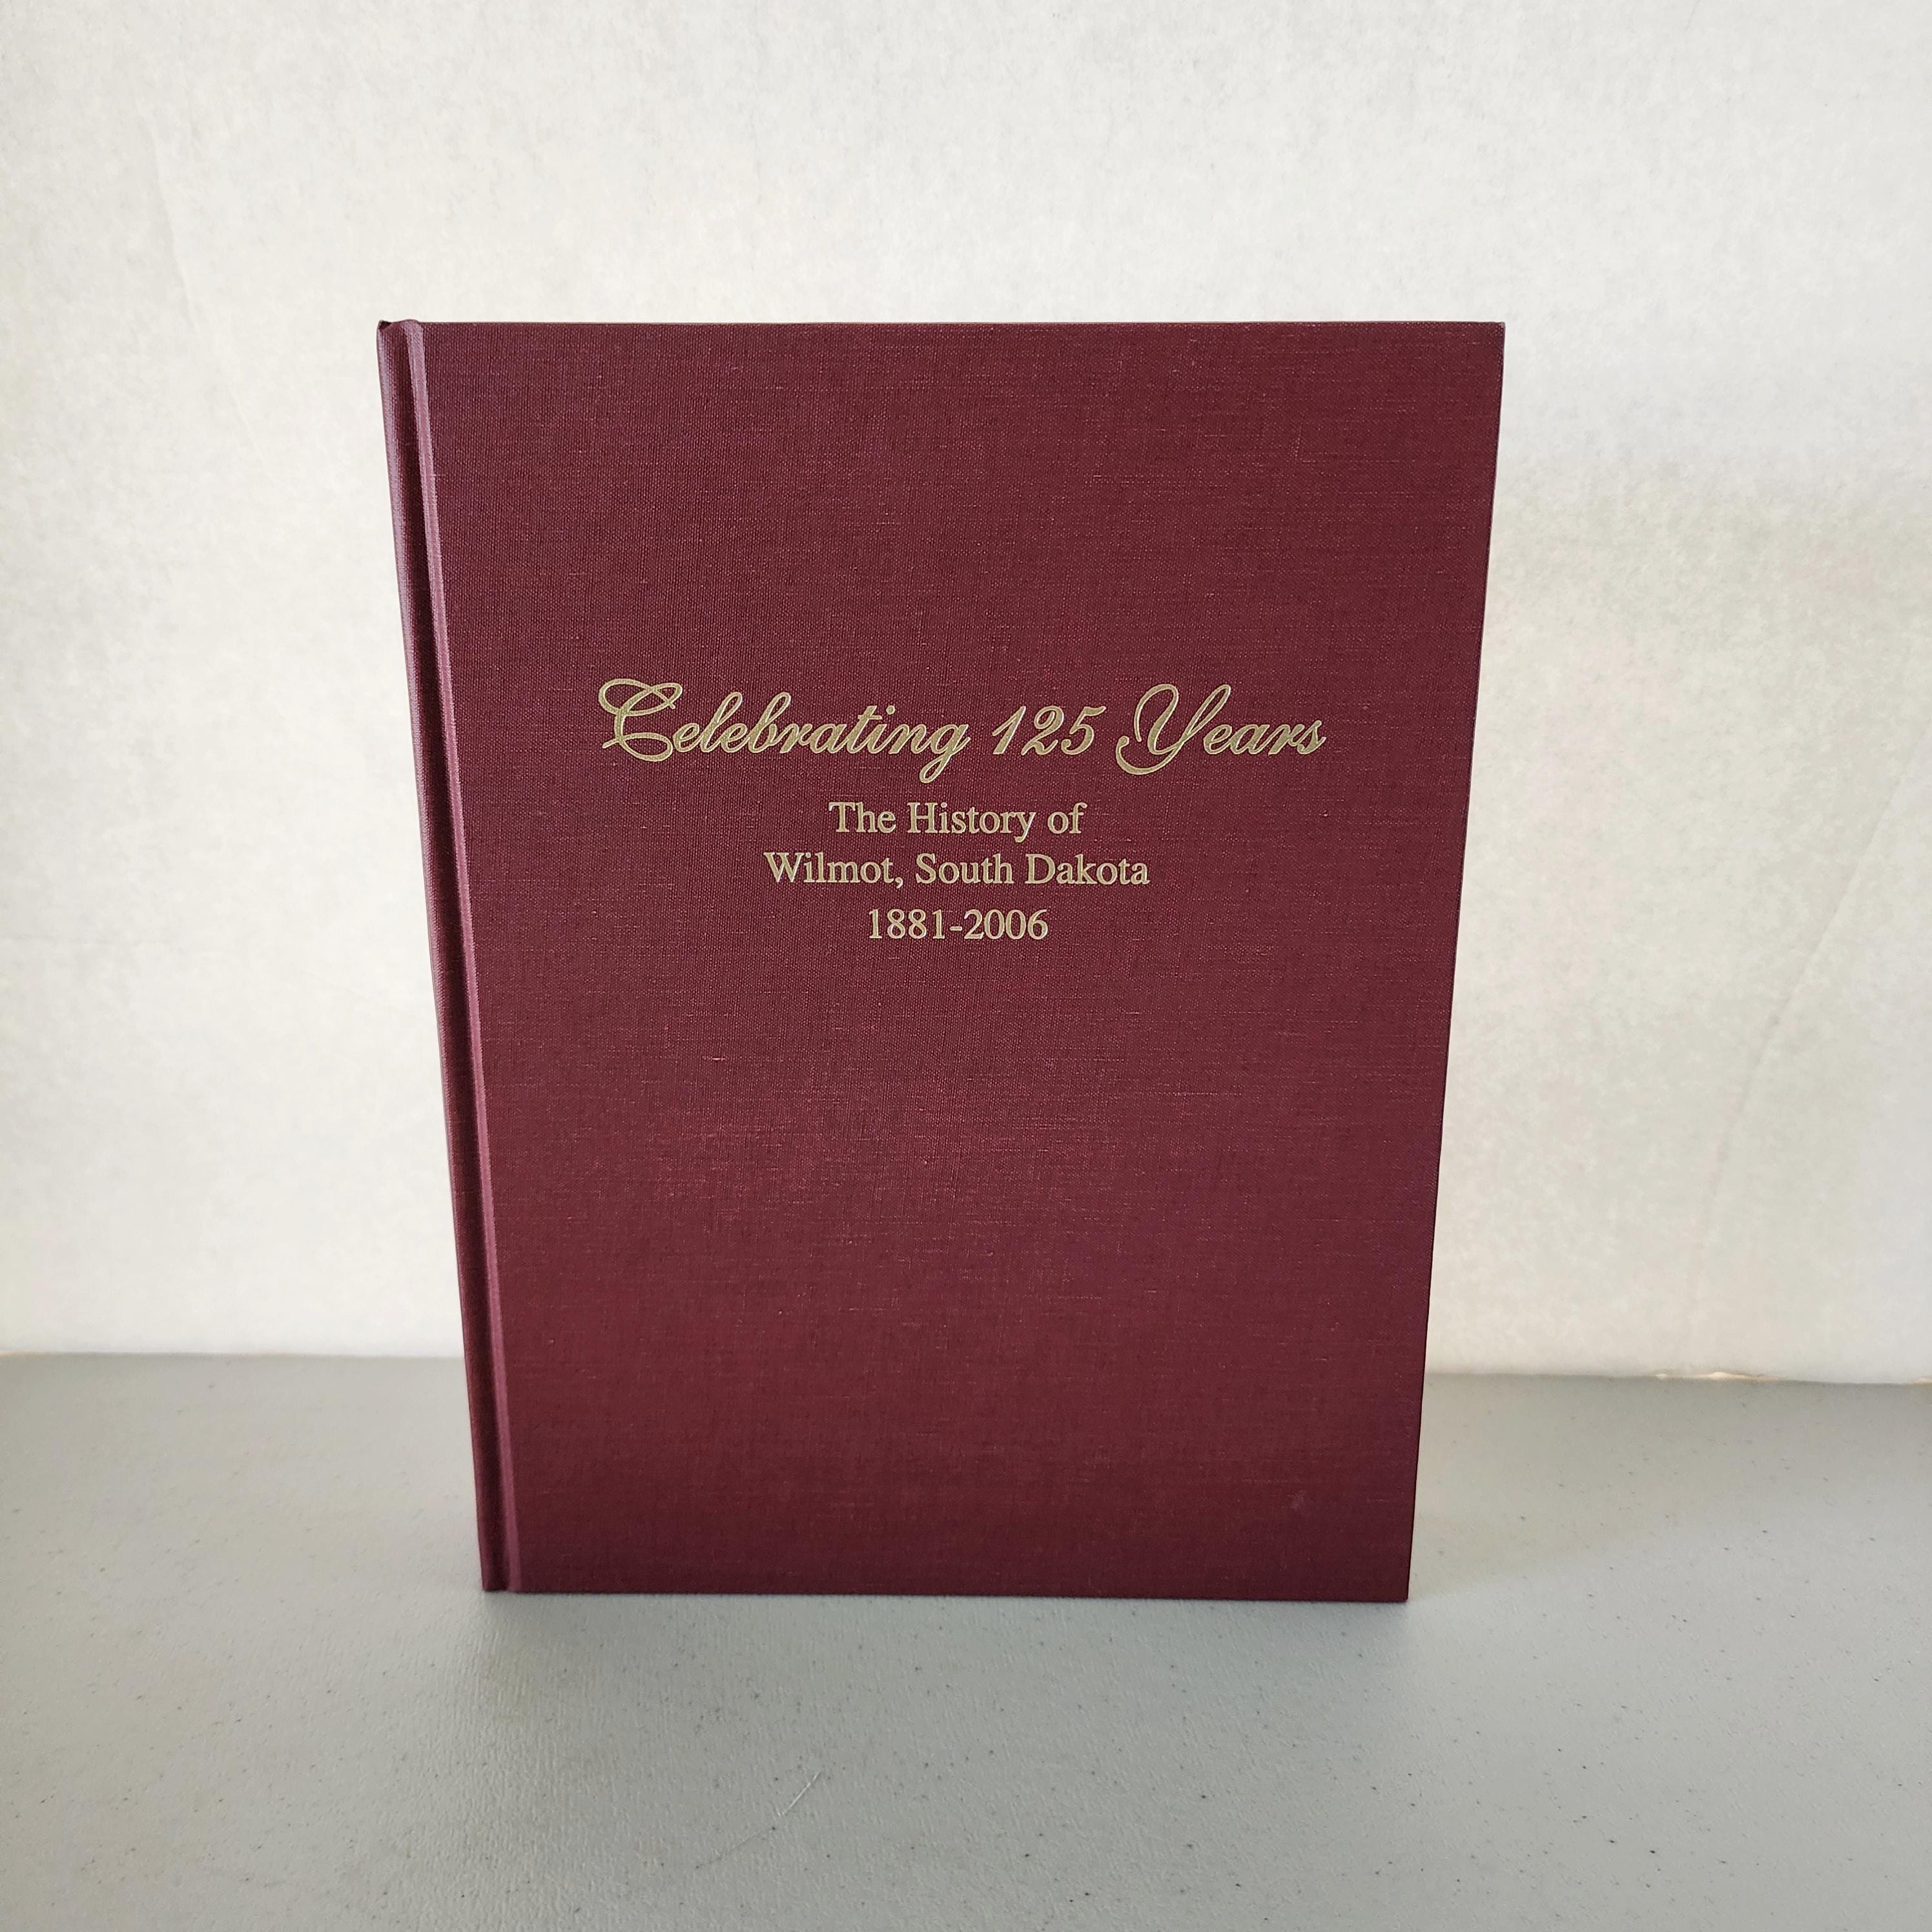 Celebrating 125 Years
The History of
Wilmot, South Dakota
1881-2006